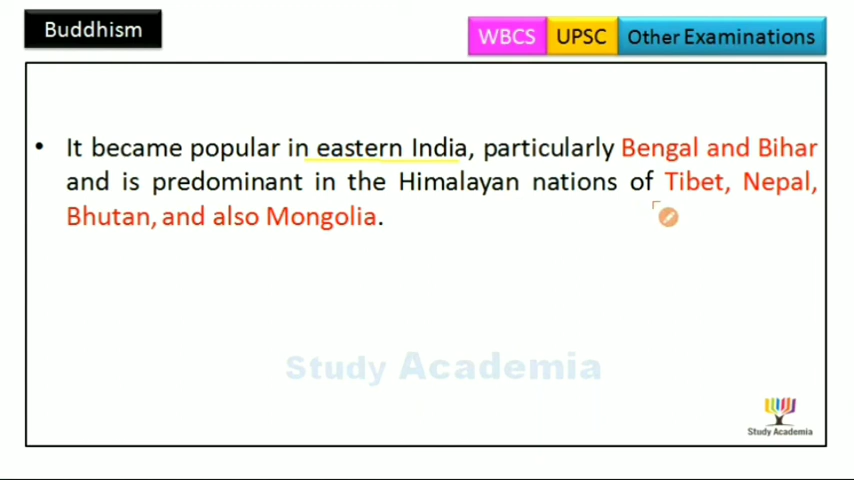 Buddhism
WBCS UPSC Other Examinations
• It became popular in eastern India, particularly Bengal and Bihar
and is predominant in the Himalayan nations of Tibet, Nepal,
Bhutan, and also Mongolia.
Study Academia
Study Academia